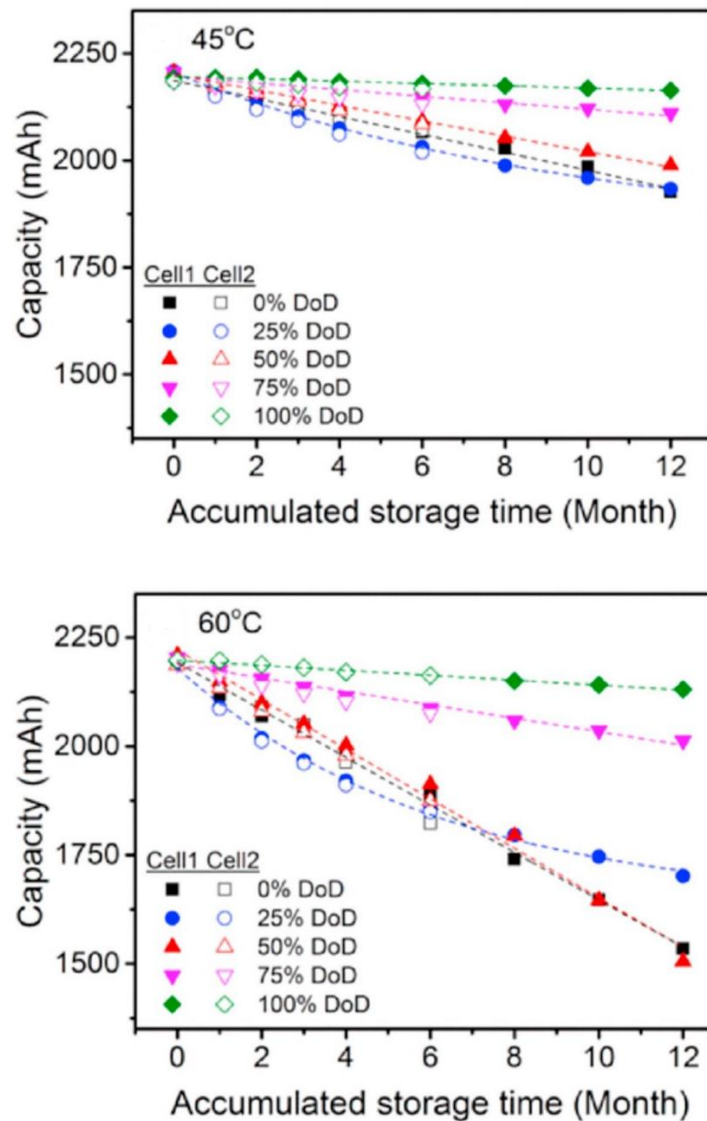 45°C
Capacity (mAh)
2250
2000
1750
1500
Cell1 Cell2
0% DoD
25% DoD
50% DoD
75% DoD
100% DoD
0 2 4 6 8 10 12
Accumulated storage time (Month)
60°C
Capacity (mAh)
2250
2000
1750
1500
Cell1 Cell2
0% DoD
25% DoD
50% DoD
75% DoD
100% DoD
0 2 4 6 8 10 12
Accumulated storage time (Month)